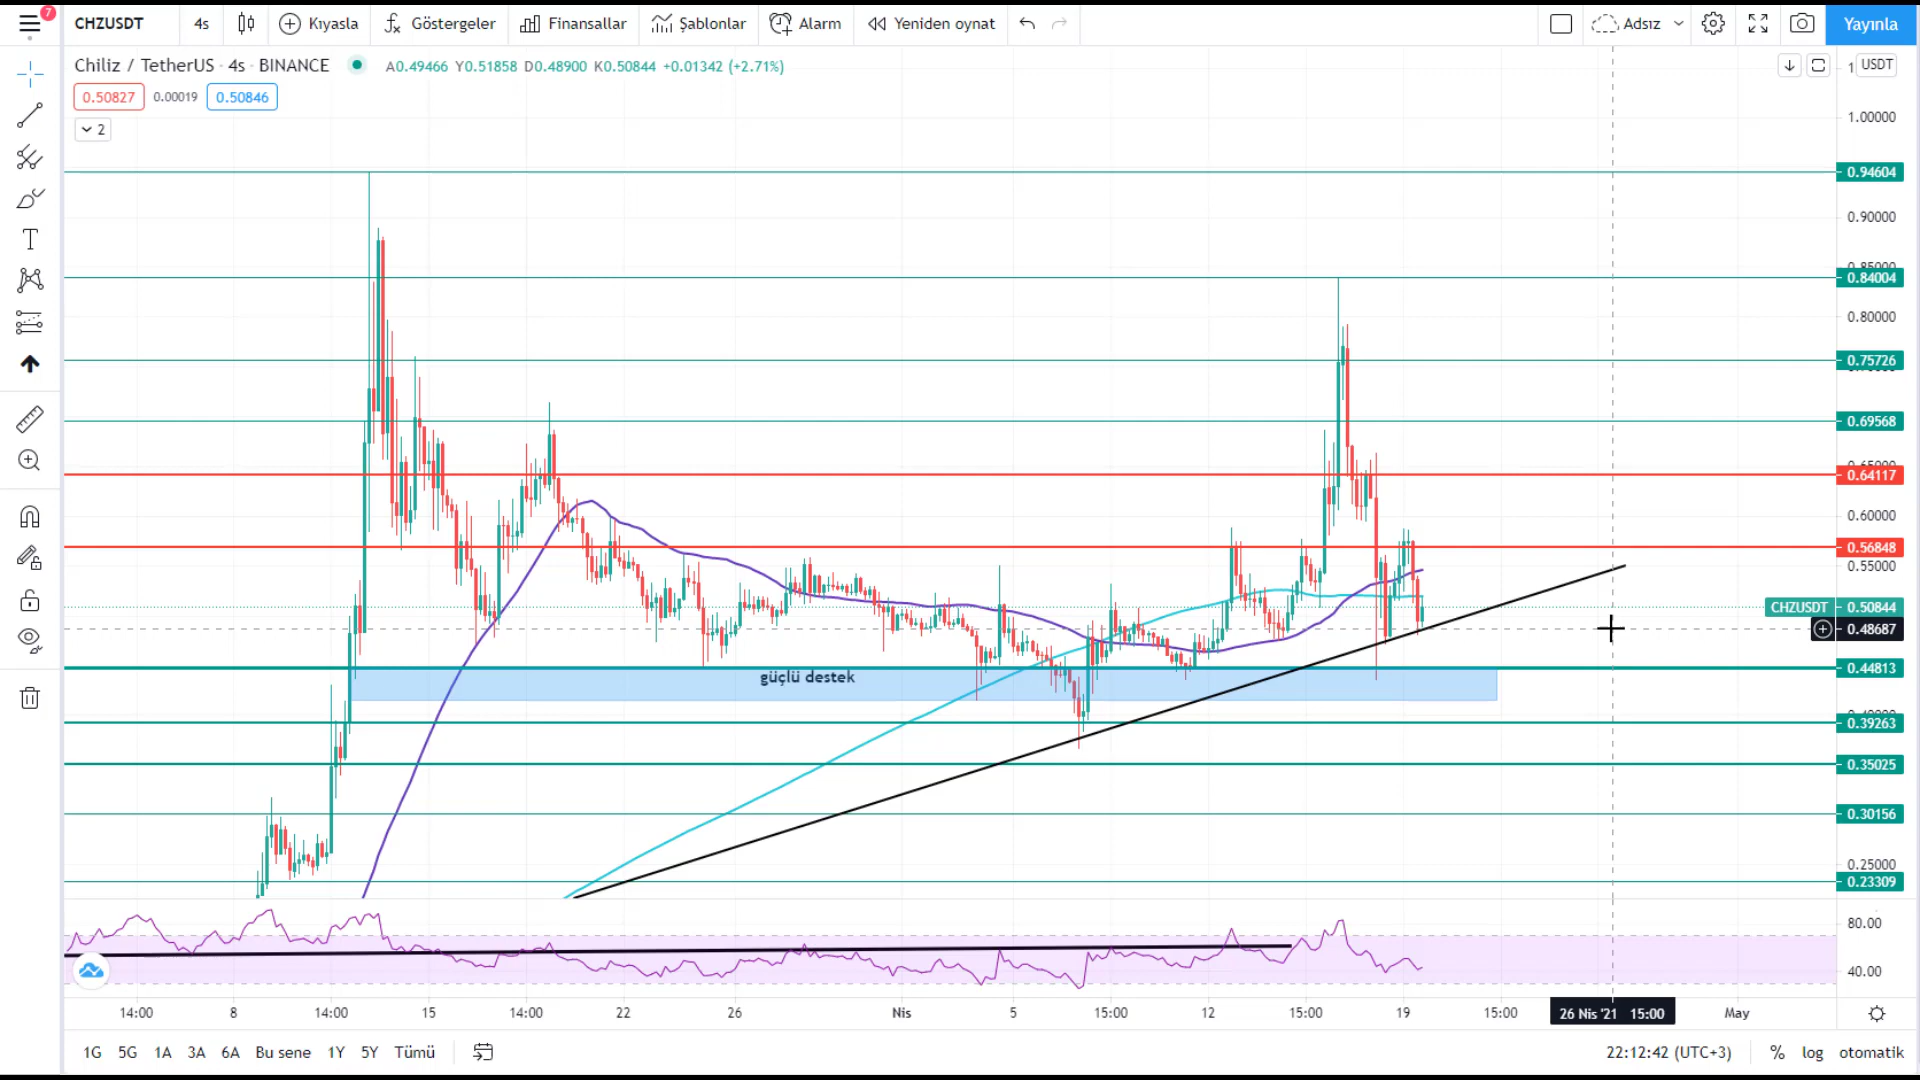 7
CHZUSDT 4s Kıyasla Göstergeler Finansallar Şablonlar Alarm Yeniden oynat Adsız Yayınla
Chiliz / TetherUS · 4s · BINANCE A0.49466 Y0.51858 D0.48900 K0.50844 +0.01342 (+2.71%)
USDT
0.50827 0.00019 0.50846
2
1.00000
0.94604
0.90000
0.84004
0.80000
0.75726
0.69568
0.64117
0.60000
0.56848
0.55000
CHZUSDT 0.50844
0.48687
0.44813
güçlü destek
0.39263
0.35025
0.30156
0.25000
0.23309
80.00
40.00
14:00 8 14:00 15 14:00 22 26 Nis 5 15:00 12 15:00 19 15:00 26 Nis '21 15:00 May
1G 5G 1A 3A 6A Bu sene 1Y 5Y Tümü 22:12:42 (UTC+3) % log otomatik